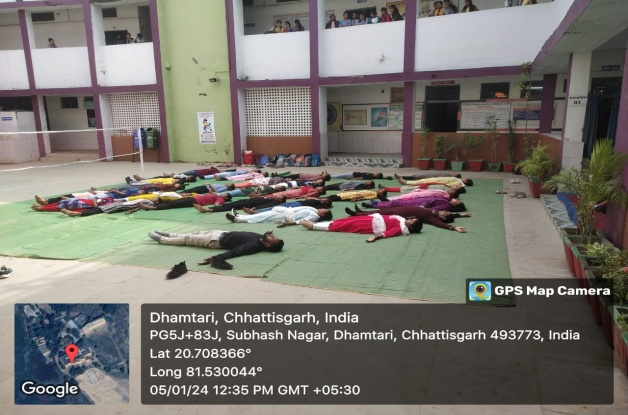 GPS Map Camera
Dhamtari, Chhattisgarh, India
PG5J+83J, Subhash Nagar, Dhamtari, Chhattisgarh 493773, India
Lat 20.708366°
Long 81.530044°
05/01/24 12:35 PM GMT +05:30
Google